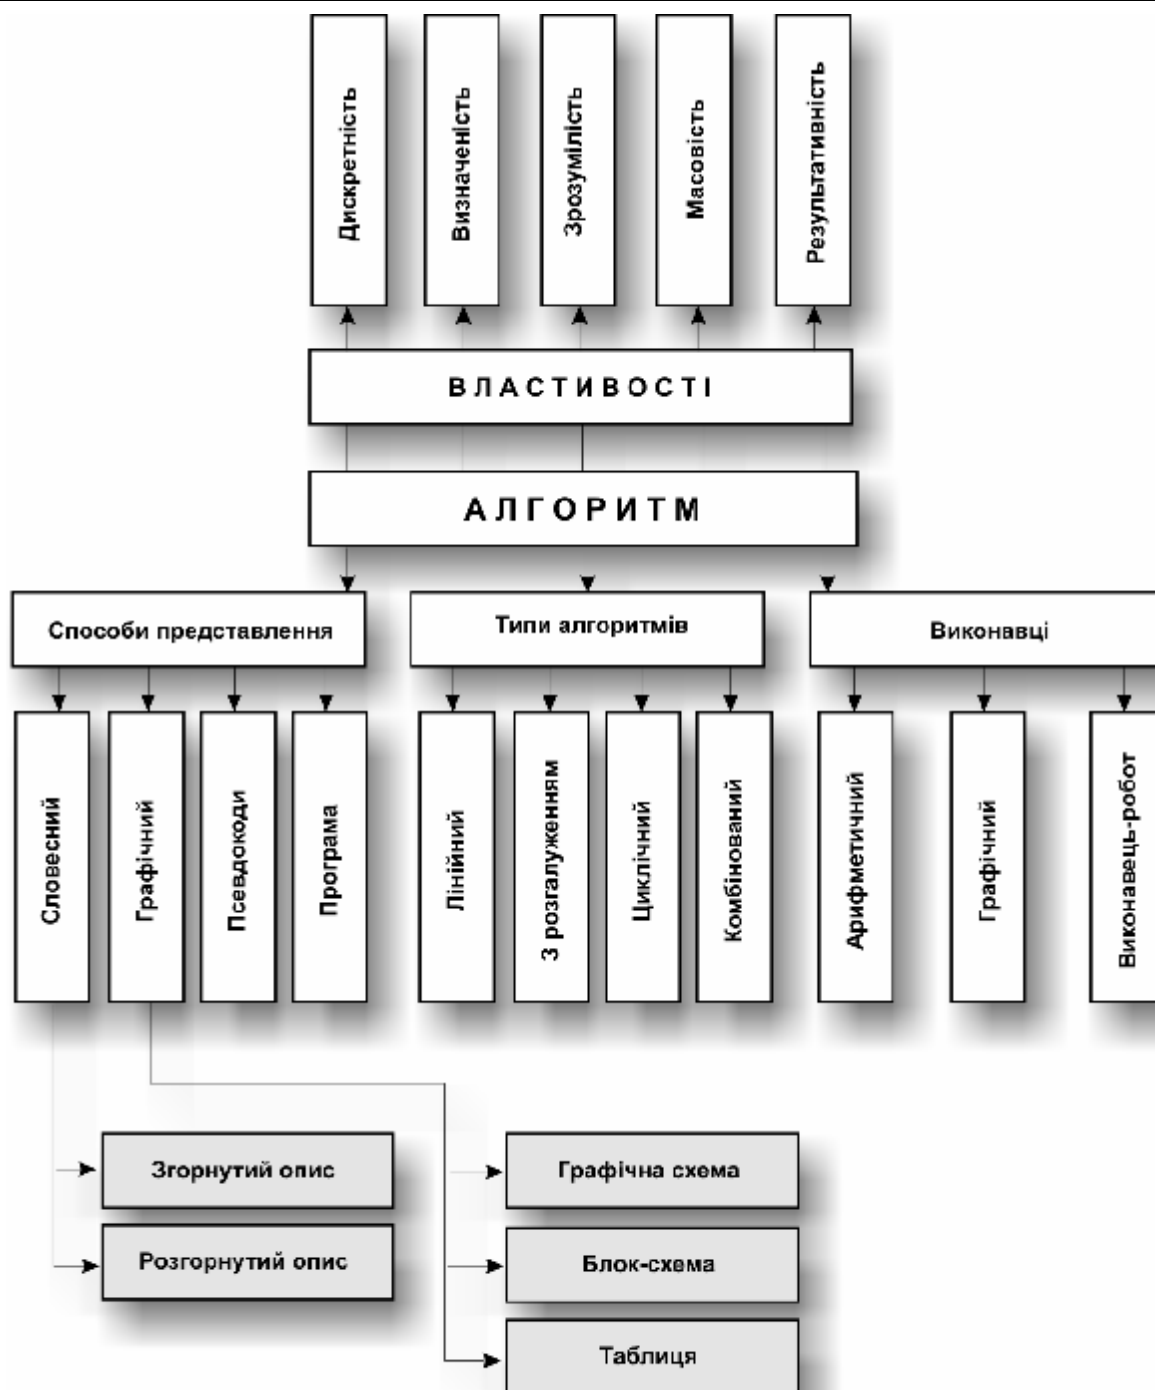 Дискретність
Визначеність
Зрозумілість
Масовість
Результативність
ВЛАСТИВОСТІ
АЛГОРИТМ
Способи представлення
Типи алгоритмів
Виконавці
Словесний
Графічний
Псевдокоди
Програма
Лінійний
З розгалуженням
Циклічний
Комбінований
Арифметичний
Графічний
Виконавець-робот
Згорнутий опис
Графічна схема
Розгорнутий опис
Блок-схема
Таблиця